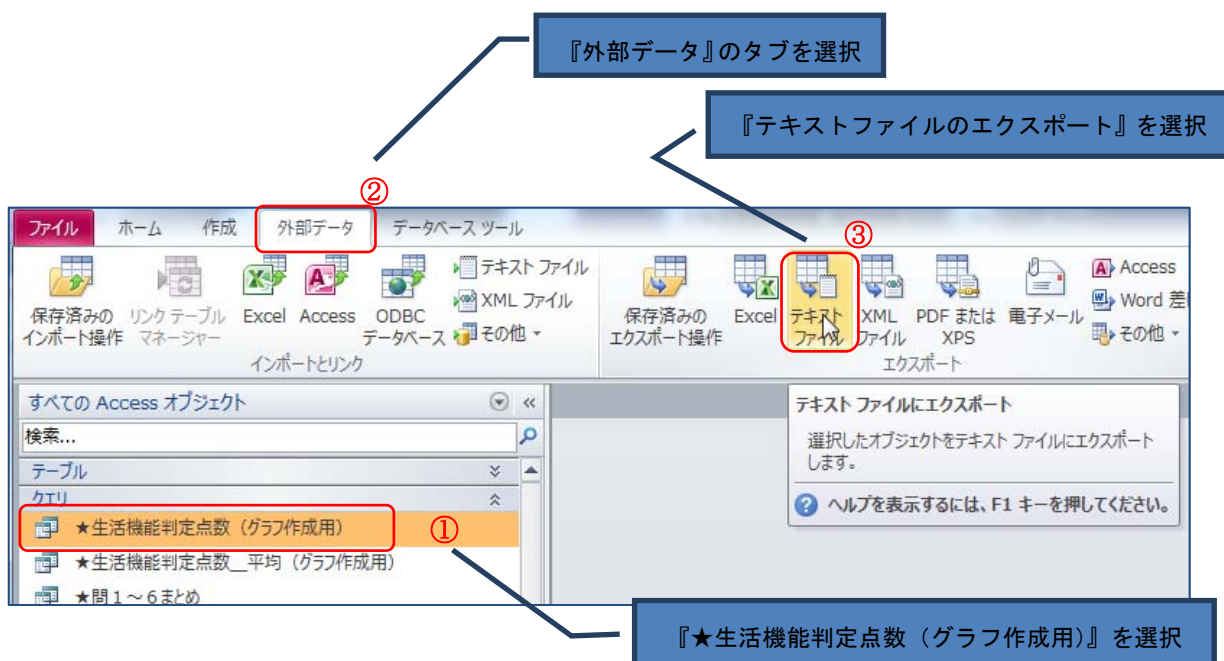 『外部データ』のタブを選択
『テキストファイルのエクスポート』を選択
②
ファイル ホーム 作成 外部データ データベース ツール
③
保存済みの
インポート操作
リンク テーブル
マネージャー
Excel
Access
ODBC
データベース
テキスト ファイル
XML ファイル
その他
インポートとリンク
保存済みの
エクスポート操作
Excel
テキスト
ファイル
XML
ファイル
PDF または
XPS
電子メール
Access
Word 差
その他
エクスポート
すべての Access オブジェクト
検索...
テーブル
クエリ
★生活機能判定点数（グラフ作成用）
①
★生活機能判定点数__平均（グラフ作成用）
★問１～６まとめ
テキスト ファイルにエクスポート
選択したオブジェクトをテキスト ファイルにエクスポート
します。
ヘルプを表示するには、F1 キーを押してください。
『★生活機能判定点数（グラフ作成用）』を選択